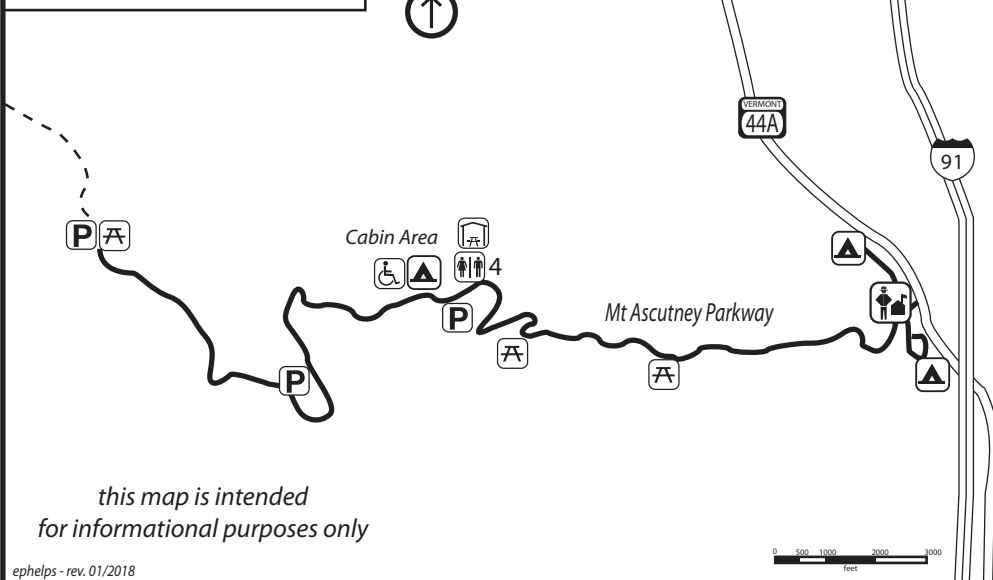 VERMONT
44A
91
P
Cabin Area
4
P
Mt Ascutney Parkway
P
this map is intended
for informational purposes only
0 500 1000 2000 3000
feet
ephelps - rev. 01/2018